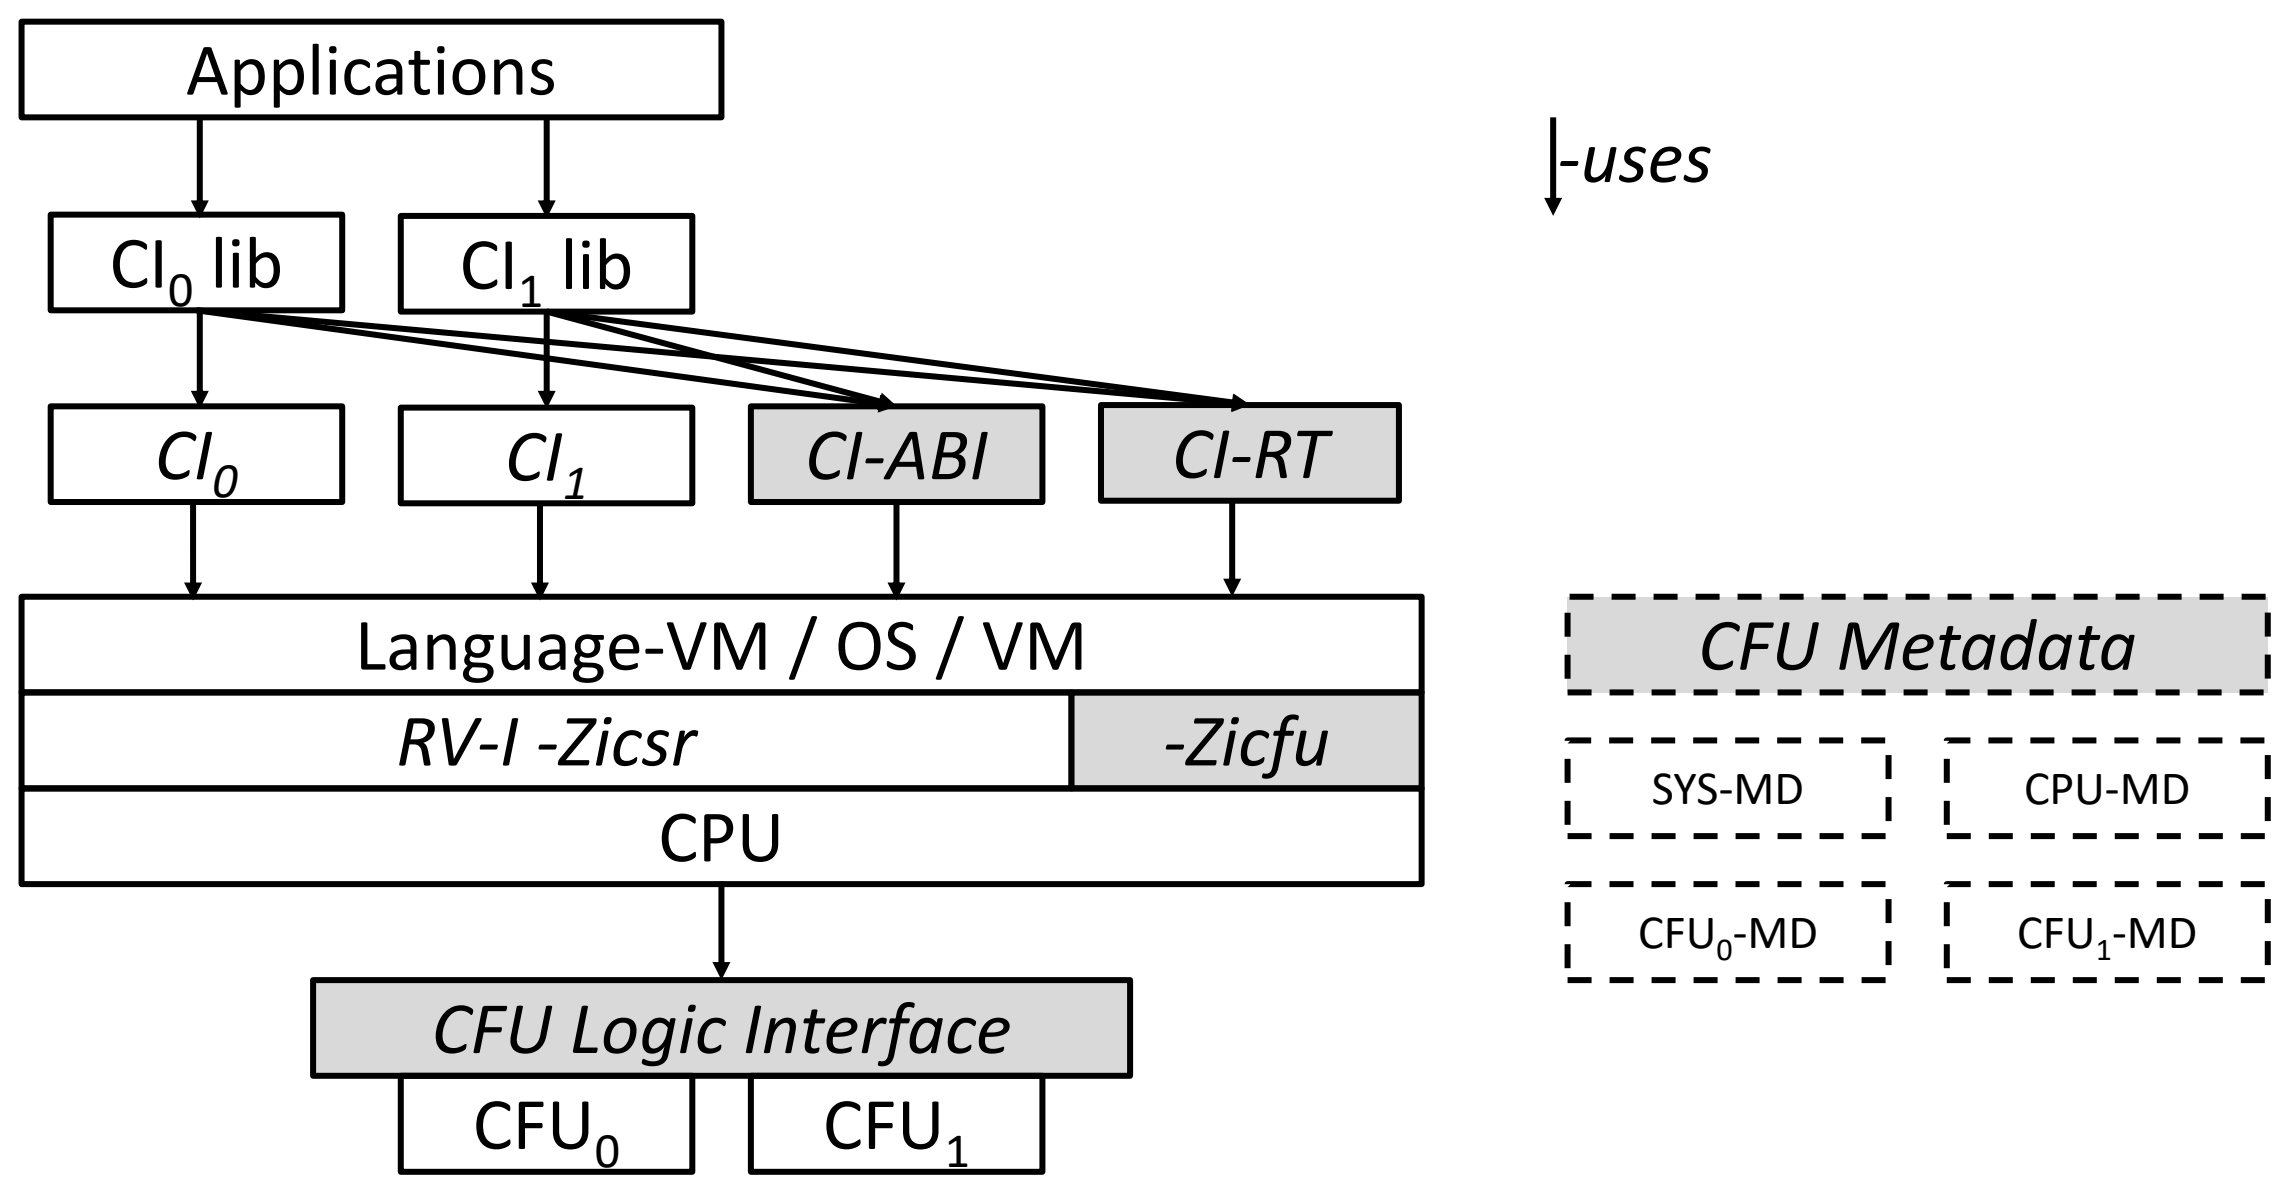 Applications
-uses
CI₀ lib
CI₁ lib
CI₀
CI₁
CI-ABI
CI-RT
Language-VM / OS / VM
CFU Metadata
RV-I -Zicsr
-Zicfu
SYS-MD
CPU-MD
CPU
CFU₀-MD
CFU₁-MD
CFU Logic Interface
CFU₀
CFU₁